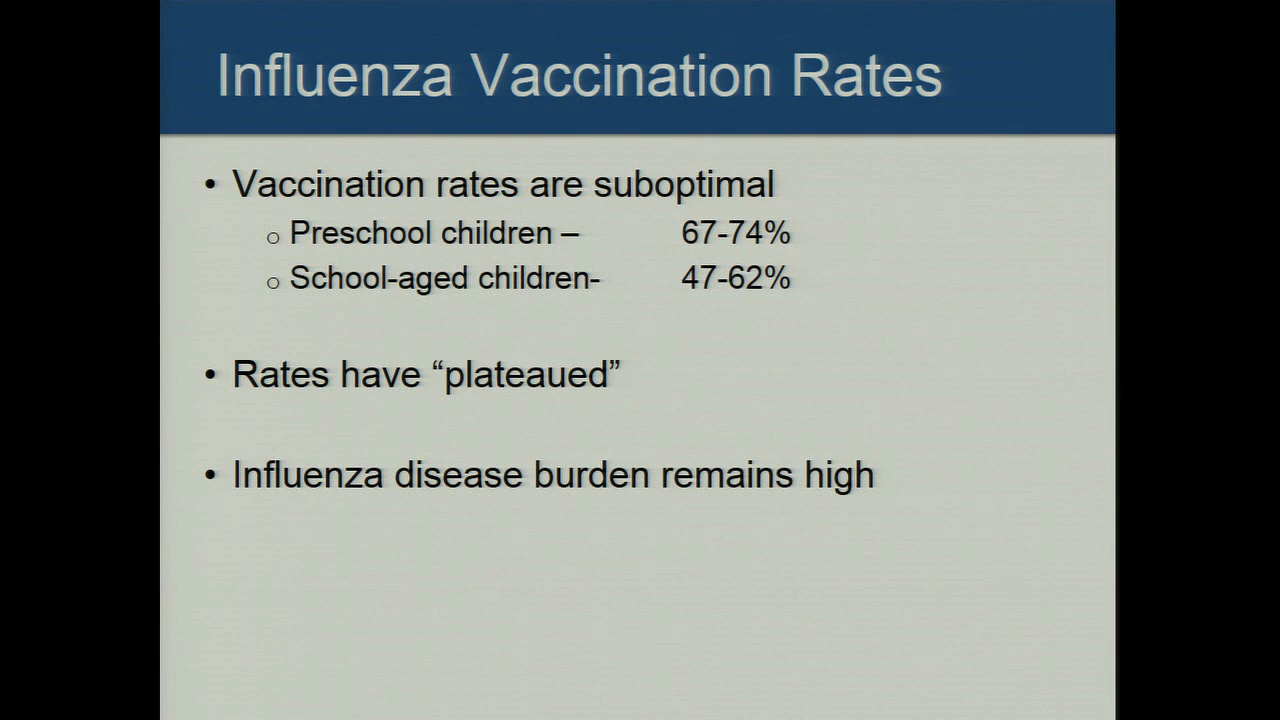 Influenza Vaccination Rates
• Vaccination rates are suboptimal
o Preschool children – 67-74%
o School-aged children- 47-62%
• Rates have “plateaued”
• Influenza disease burden remains high